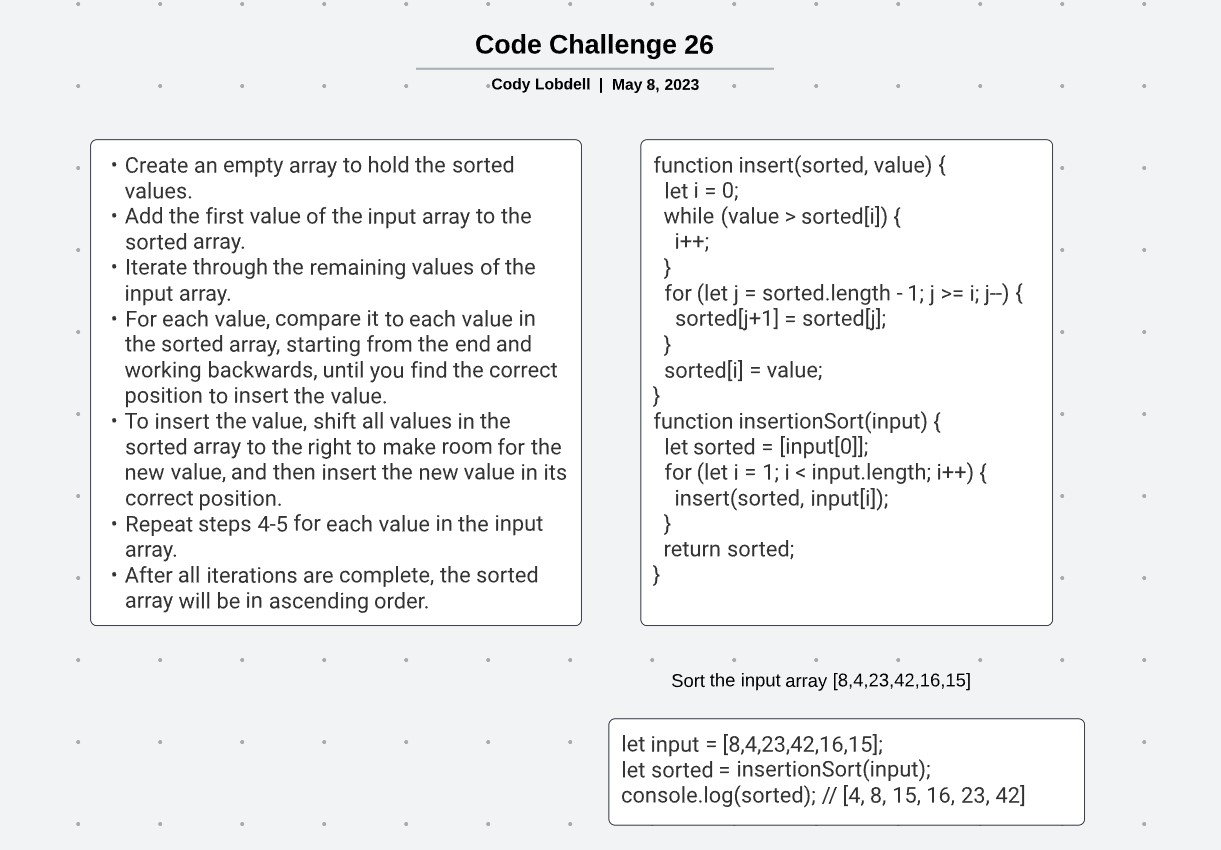 Code Challenge 26
Cody Lobdell | May 8, 2023
• Create an empty array to hold the sorted
values.
• Add the first value of the input array to the
sorted array.
• Iterate through the remaining values of the
input array.
• For each value, compare it to each value in
the sorted array, starting from the end and
working backwards, until you find the correct
position to insert the value.
• To insert the value, shift all values in the
sorted array to the right to make room for the
new value, and then insert the new value in its
correct position.
• Repeat steps 4-5 for each value in the input
array.
• After all iterations are complete, the sorted
array will be in ascending order.
function insert(sorted, value) {
  let i = 0;
  while (value > sorted[i]) {
    i++;
  }
  for (let j = sorted.length - 1; j >= i; j--) {
    sorted[j+1] = sorted[j];
  }
  sorted[i] = value;
}
function insertionSort(input) {
  let sorted = [input[0]];
  for (let i = 1; i < input.length; i++) {
    insert(sorted, input[i]);
  }
  return sorted;
}
Sort the input array [8,4,23,42,16,15]
let input = [8,4,23,42,16,15];
let sorted = insertionSort(input);
console.log(sorted); // [4, 8, 15, 16, 23, 42]